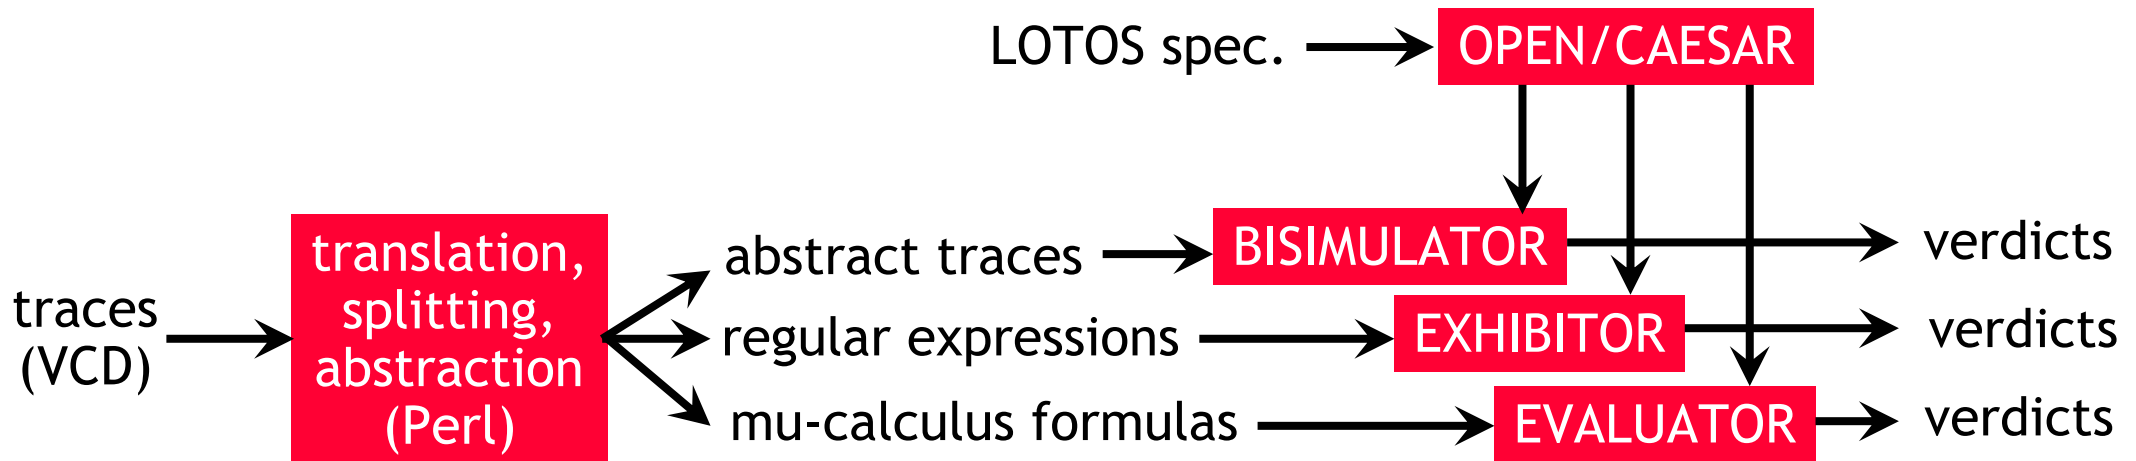 LOTOS spec.
OPEN/CAESAR
traces
(VCD)
translation,
splitting,
abstraction
(Perl)
abstract traces
BISIMULATOR
verdicts
regular expressions
EXHIBITOR
verdicts
mu-calculus formulas
EVALUATOR
verdicts